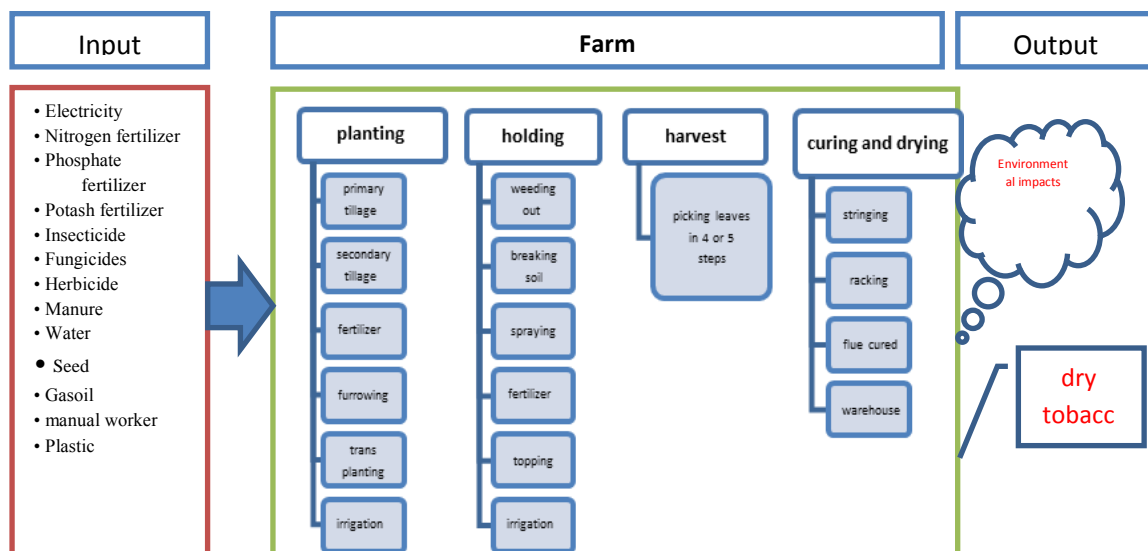 Input
Farm
Output
• Electricity
• Nitrogen fertilizer
• Phosphate
fertilizer
• Potash fertilizer
• Insecticide
• Fungicides
• Herbicide
• Manure
• Water
• Seed
• Gasoil
• manual worker
• Plastic
planting
primary
tillage
secondary
tillage
fertilizer
furrowing
trans
planting
irrigation
holding
weeding
out
breaking
soil
spraying
fertilizer
topping
irrigation
harvest
picking leaves
in 4 or 5
steps
curing and drying
stringing
racking
flue cured
warehouse
Environment
al impacts
dry
tobacc